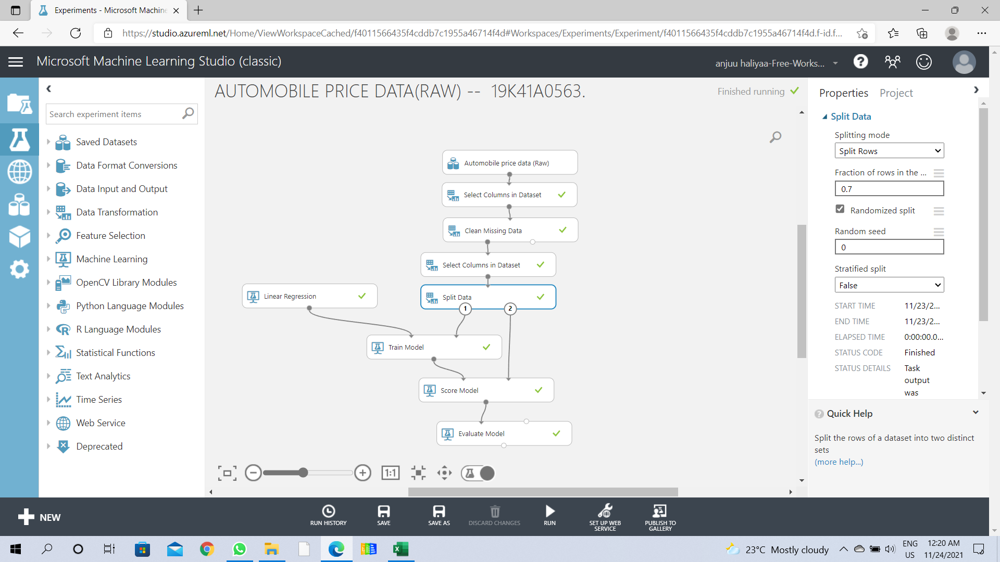 Experiments - Microsoft Machine
https://studio.azureml.net/Home/ViewWorkspaceCached/f4011566435f4cddb7c1955a46714f4d#Workspaces/Experiments/Experiment/f4011566435f4cddb7c1955a46714f4d.f-id.f...
Microsoft Machine Learning Studio (classic)
anjuu haliyaa-Free-Works...
Search experiment items
Saved Datasets
Data Format Conversions
Data Input and Output
Data Transformation
Feature Selection
Machine Learning
OpenCV Library Modules
Python Language Modules
R Language Modules
Statistical Functions
Text Analytics
Time Series
Web Service
Deprecated
AUTOMOBILE PRICE DATA(RAW) -- 19K41A0563.
Finished running
Automobile price data (Raw)
Select Columns in Dataset
Clean Missing Data
Select Columns in Dataset
Linear Regression
Split Data
1
2
Train Model
Score Model
Evaluate Model
1:1
Properties
Project
Split Data
Splitting mode
Split Rows
Fraction of rows in the ...
0.7
Randomized split
Random seed
0
Stratified split
False
START TIME 11/23/2...
END TIME 11/23/2...
ELAPSED TIME 0:00:00.0...
STATUS CODE Finished
STATUS DETAILS Task
output
was
Quick Help
Split the rows of a dataset into two distinct
sets
(more help...)
NEW
RUN HISTORY
SAVE
SAVE AS
DISCARD CHANGES
RUN
SET UP WEB
SERVICE
PUBLISH TO
GALLERY
23°C Mostly cloudy
ENG
US
12:20 AM
11/24/2021